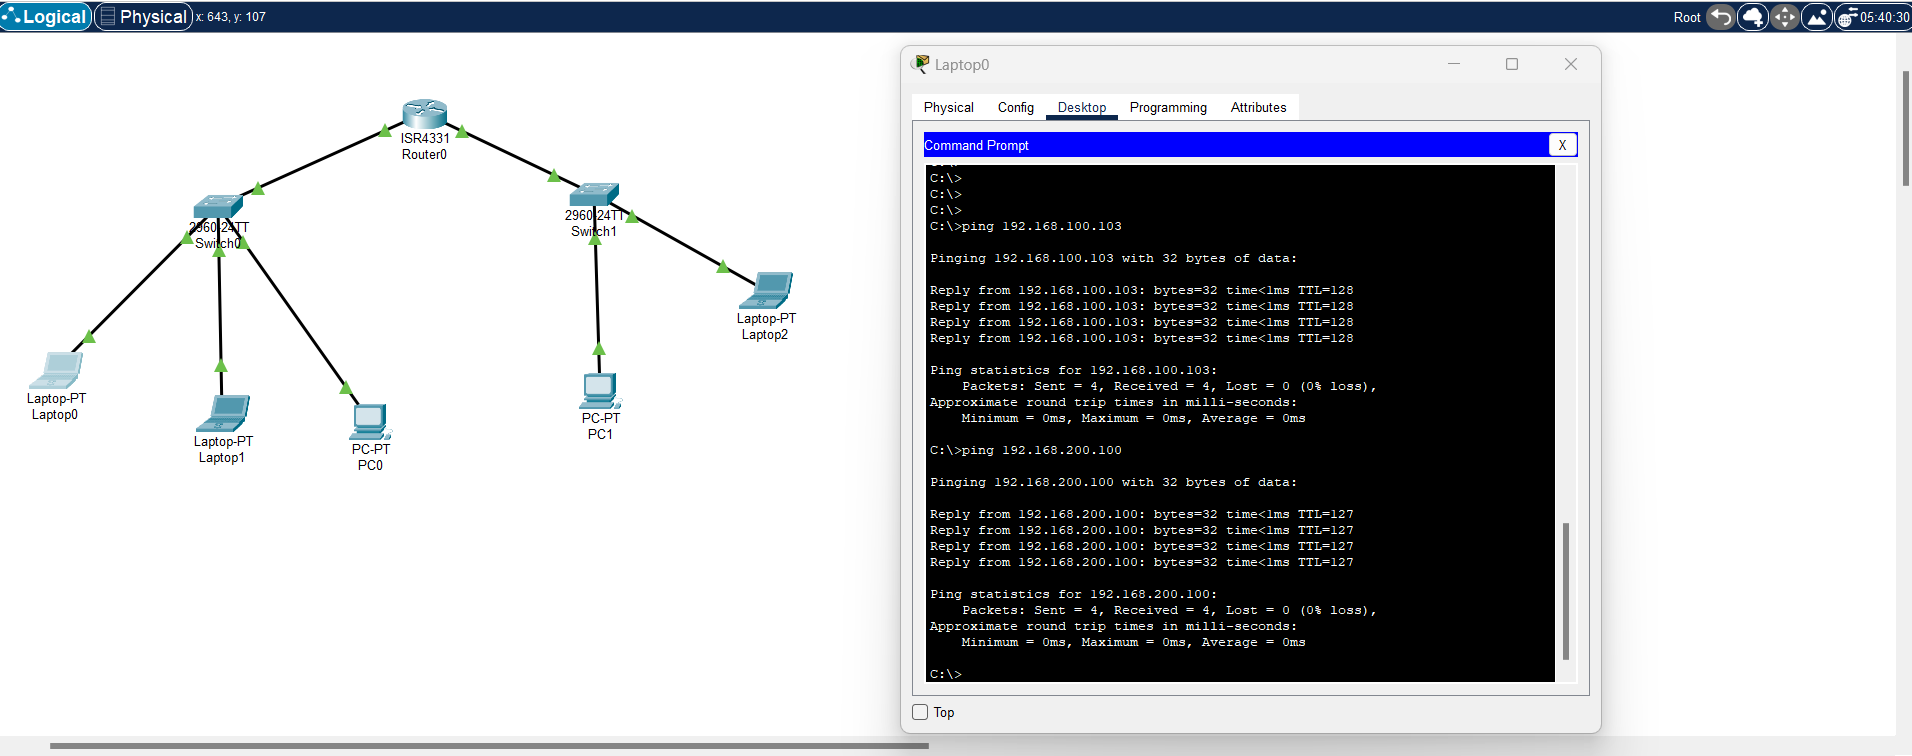 Logical Physical x: 643, y: 107 Root 05:40:30
ISR4331
Router0
2960-24TT
Switch0
2960-24TT
Switch1
Laptop-PT
Laptop0
Laptop-PT
Laptop1
PC-PT
PC0
PC-PT
PC1
Laptop-PT
Laptop2
Laptop0
Physical Config Desktop Programming Attributes
Command Prompt X
C:\>
C:\>
C:\>
C:\>ping 192.168.100.103
Pinging 192.168.100.103 with 32 bytes of data:
Reply from 192.168.100.103: bytes=32 time<1ms TTL=128
Reply from 192.168.100.103: bytes=32 time<1ms TTL=128
Reply from 192.168.100.103: bytes=32 time<1ms TTL=128
Reply from 192.168.100.103: bytes=32 time<1ms TTL=128
Ping statistics for 192.168.100.103:
Packets: Sent = 4, Received = 4, Lost = 0 (0% loss),
Approximate round trip times in milli-seconds:
Minimum = 0ms, Maximum = 0ms, Average = 0ms
C:\>ping 192.168.200.100
Pinging 192.168.200.100 with 32 bytes of data:
Reply from 192.168.200.100: bytes=32 time<1ms TTL=127
Reply from 192.168.200.100: bytes=32 time<1ms TTL=127
Reply from 192.168.200.100: bytes=32 time<1ms TTL=127
Reply from 192.168.200.100: bytes=32 time<1ms TTL=127
Ping statistics for 192.168.200.100:
Packets: Sent = 4, Received = 4, Lost = 0 (0% loss),
Approximate round trip times in milli-seconds:
Minimum = 0ms, Maximum = 0ms, Average = 0ms
C:\>
Top